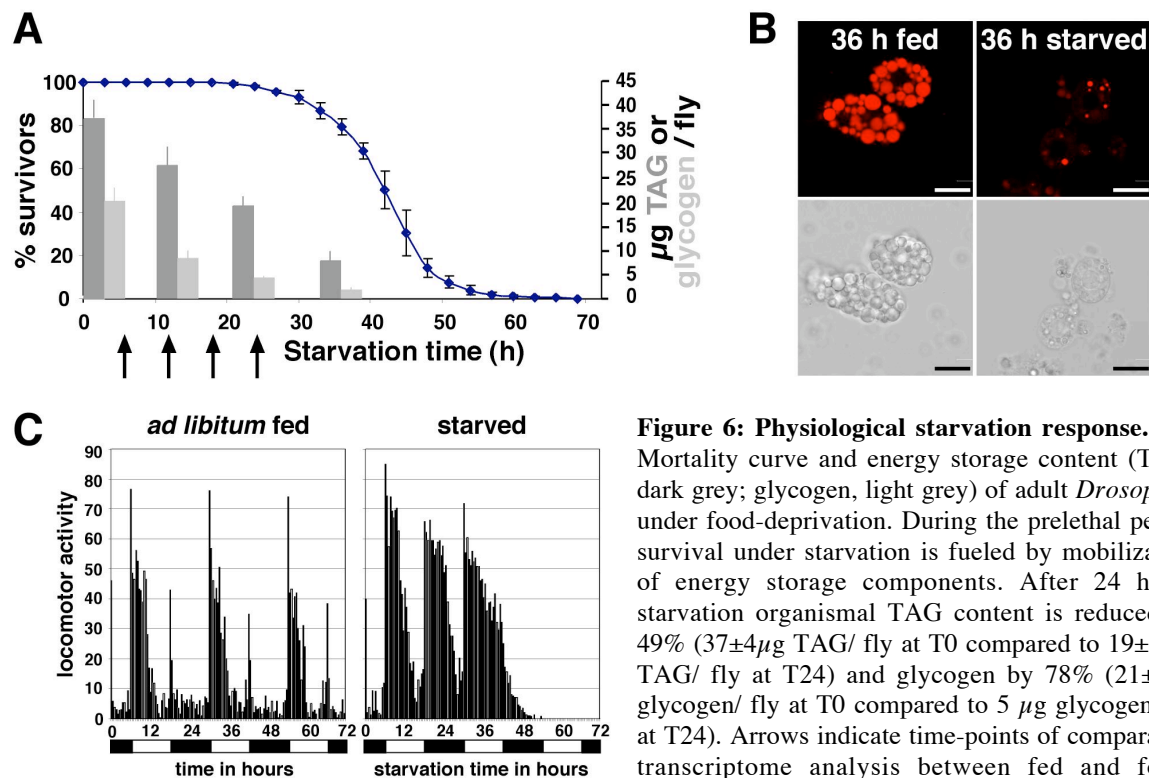 A
% survivors
100
80
60
40
20
0
0 10 20 30 40 50 60 70
Starvation time (h)
45
40
35
30
25
20
15
10
5
0
µg TAG or
glycogen / fly
B
36 h fed
36 h starved
C
ad libitum fed
starved
locomotor activity
90
80
70
60
50
40
30
20
10
0
0 12 24 36 48 60 72
0 12 24 36 48 60 72
time in hours
starvation time in hours
Figure 6: Physiological starvation response.
Mortality curve and energy storage content (T
dark grey; glycogen, light grey) of adult Drosop
under food-deprivation. During the prelethal pe
survival under starvation is fueled by mobiliza
of energy storage components. After 24 h
starvation organismal TAG content is reduced
49% (37±4µg TAG/ fly at T0 compared to 19±
TAG/ fly at T24) and glycogen by 78% (21±
glycogen/ fly at T0 compared to 5 µg glycogen
at T24). Arrows indicate time-points of compara
transcriptome analysis between fed and fo